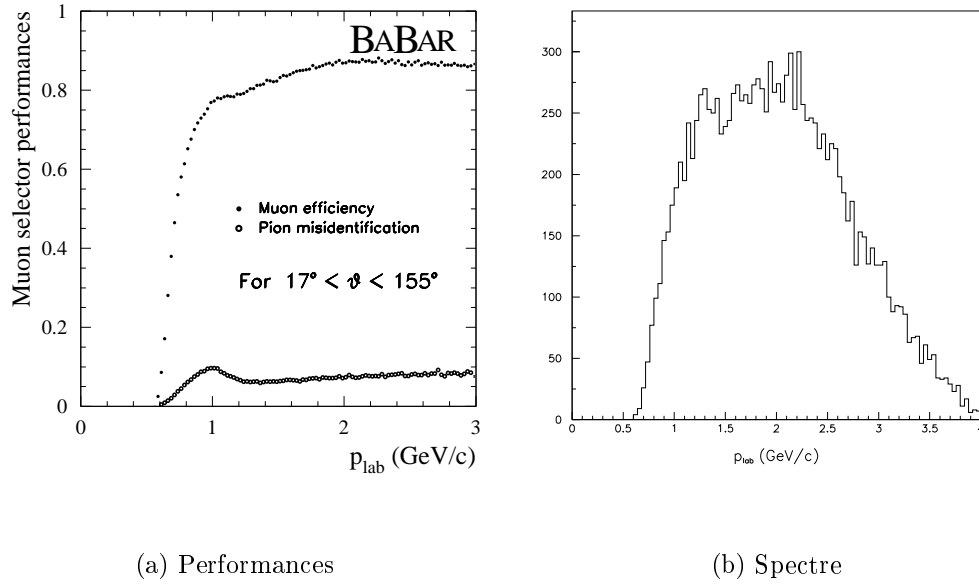 BABAR
Muon selector performances
1
0.8
0.6
0.4
0.2
0
Muon efficiency
Pion misidentification
For 17° < ϑ < 155°
0 1 2 3
p_lab (GeV/c)
(a) Performances
300
250
200
150
100
50
0
0 0.5 1 1.5 2 2.5 3 3.5 4
p_lab (GeV/c)
(b) Spectre